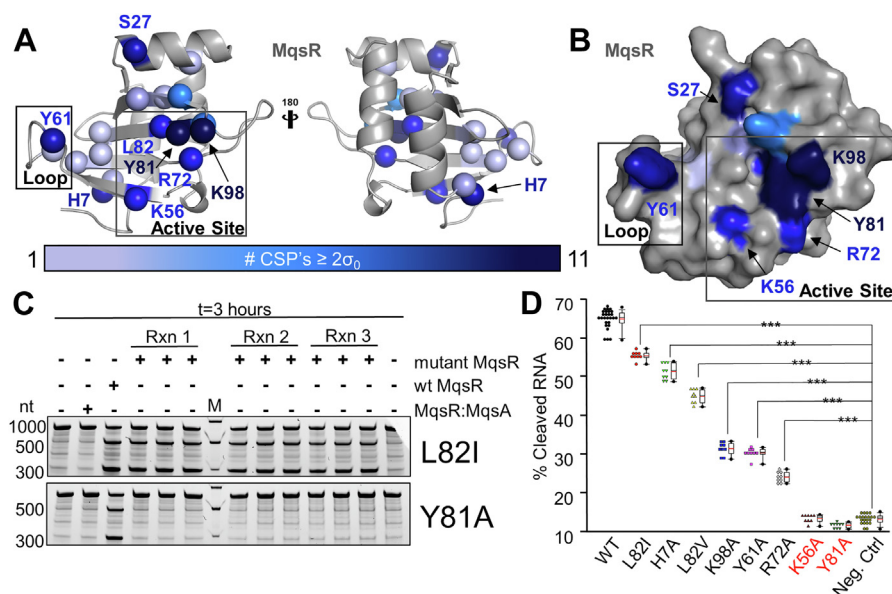 A
S27
MqsR
Y61
Loop
L82
Y81
R72
H7
K56
K98
Active Site
180
H7
1
# CSP's ≥ 2σ₀
11
B
MqsR
S27
Y61
Loop
K98
Y81
R72
K56
Active Site
C
t=3 hours
Rxn 1 Rxn 2 Rxn 3
- - - + + + + + + + + + - mutant MqsR
- - + - - - - - - - - - - wt MqsR
nt - + - - - - M - - - - - - - MqsR:MqsA
1000
500
300
L82I
500
300
Y81A
D
% Cleaved RNA
70
60
50
40
30
20
10
***
***
***
***
***
***
WT L82I H7A L82V K98A Y61A R72A K56A Y81A Neg. Ctrl